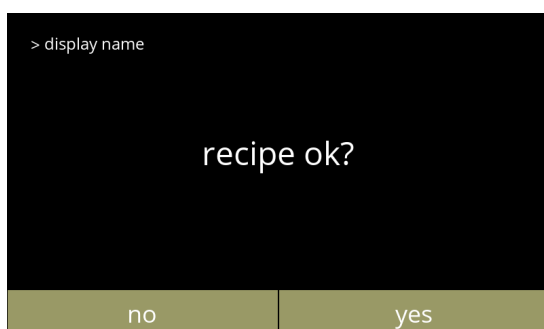 > display name
recipe ok?
no
yes